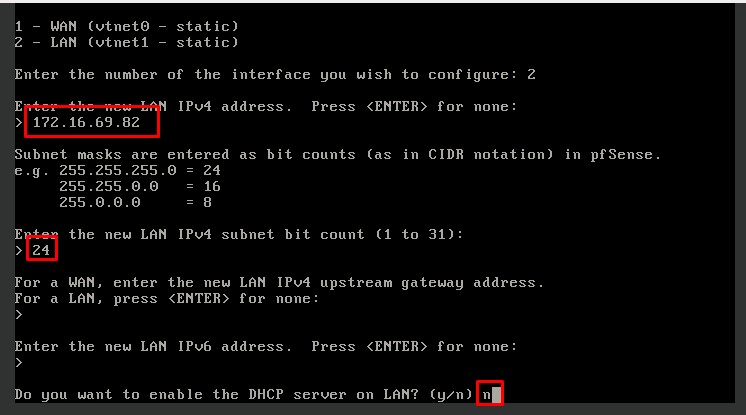 1 - WAN (vtnet0 - static)
2 - LAN (vtnet1 - static)
Enter the number of the interface you wish to configure: 2
Enter the new LAN IPv4 address.  Press <ENTER> for none:
> 172.16.69.82
Subnet masks are entered as bit counts (as in CIDR notation) in pfSense.
e.g. 255.255.255.0 = 24
     255.255.0.0   = 16
     255.0.0.0     = 8
Enter the new LAN IPv4 subnet bit count (1 to 31):
> 24
For a WAN, enter the new LAN IPv4 upstream gateway address.
For a LAN, press <ENTER> for none:
>
Enter the new LAN IPv6 address.  Press <ENTER> for none:
>
Do you want to enable the DHCP server on LAN? (y/n) n